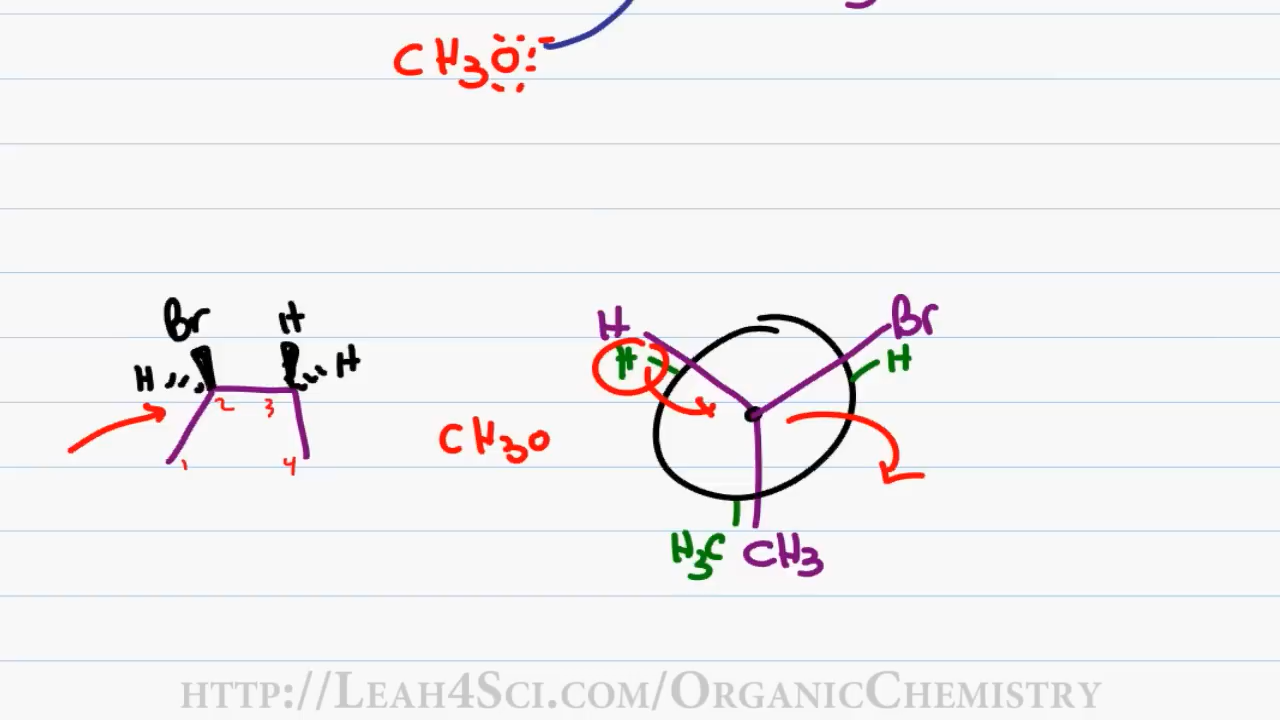 CH3O:-
Br H
H H
2 3
1 4
CH3O
H Br
H H
H3C CH3
HTTP://LEAH4SCI.COM/ORGANICCHEMISTRY